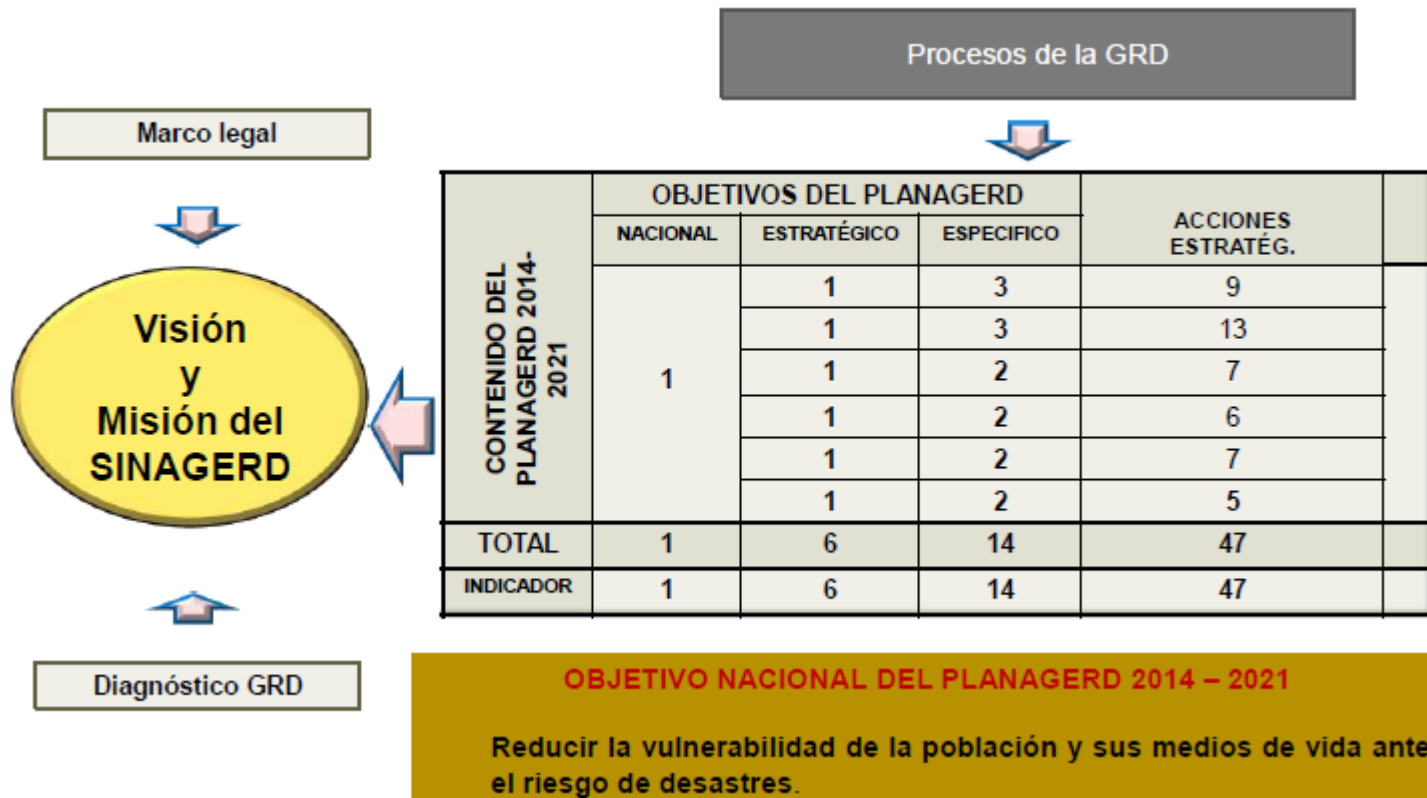 Procesos de la GRD
Marco legal
Visión
y
Misión del
SINAGERD
Diagnóstico GRD
CONTENIDO DEL
PLANAGERD 2014-
2021
OBJETIVOS DEL PLANAGERD
ACCIONES
ESTRATÉG.
NACIONAL ESTRATÉGICO ESPECIFICO
1
1 3 9
1 3 13
1 2 7
1 2 6
1 2 7
1 2 5
TOTAL 1 6 14 47
INDICADOR 1 6 14 47
OBJETIVO NACIONAL DEL PLANAGERD 2014 – 2021
Reducir la vulnerabilidad de la población y sus medios de vida ante
el riesgo de desastres.